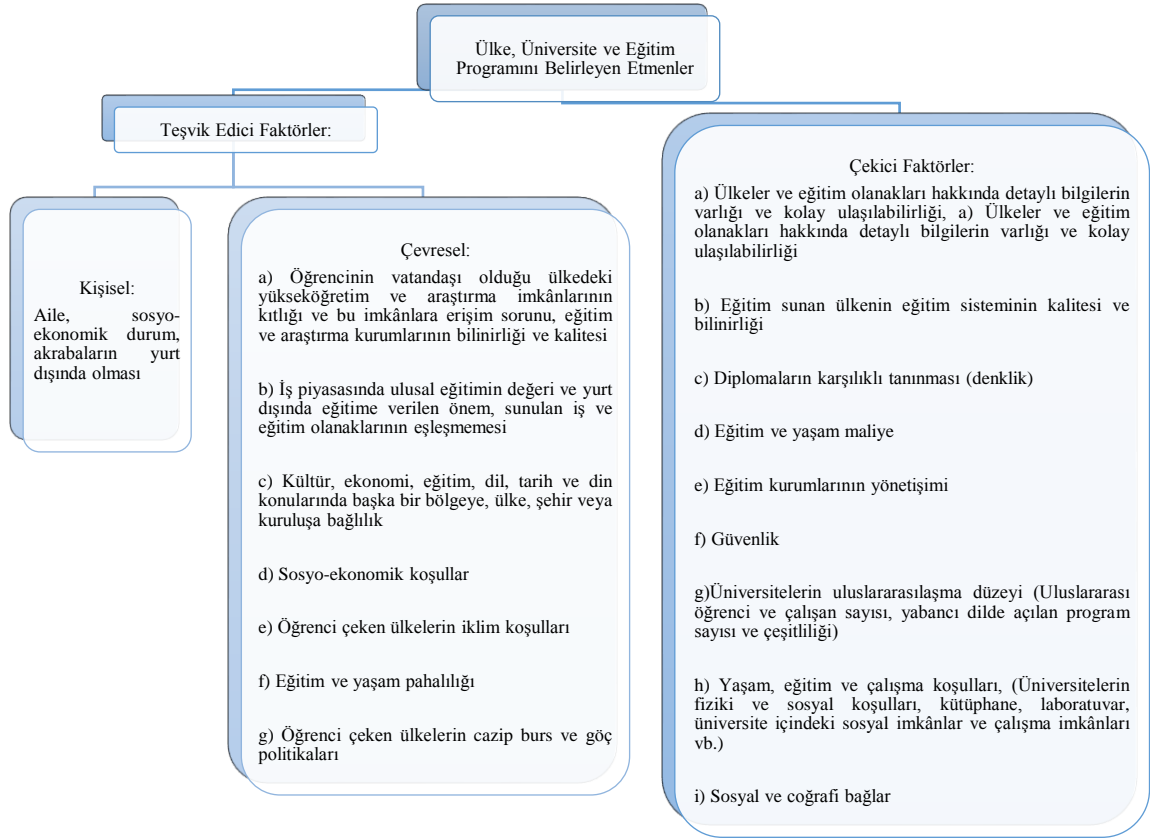 Ülke, Üniversite ve Eğitim
Programını Belirleyen Etmenler
Teşvik Edici Faktörler:
Kişisel:
Aile, sosyo-
ekonomik durum,
akrabaların yurt
dışında olması
Çevresel:
a) Öğrencinin vatandaşı olduğu ülkedeki
yükseköğretim ve araştırma imkânlarının
kıtlığı ve bu imkânlara erişim sorunu, eğitim
ve araştırma kurumlarının bilinirliği ve kalitesi
b) İş piyasasında ulusal eğitimin değeri ve yurt
dışında eğitime verilen önem, sunulan iş ve
eğitim olanaklarının eşleşmemesi
c) Kültür, ekonomi, eğitim, dil, tarih ve din
konularında başka bir bölgeye, ülke, şehir veya
kuruluşa bağlılık
d) Sosyo-ekonomik koşullar
e) Öğrenci çeken ülkelerin iklim koşulları
f) Eğitim ve yaşam pahalılığı
g) Öğrenci çeken ülkelerin cazip burs ve göç
politikaları
Çekici Faktörler:
a) Ülkeler ve eğitim olanakları hakkında detaylı bilgilerin
varlığı ve kolay ulaşılabilirliği, a) Ülkeler ve eğitim
olanakları hakkında detaylı bilgilerin varlığı ve kolay
ulaşılabilirliği
b) Eğitim sunan ülkenin eğitim sisteminin kalitesi ve
bilinirliği
c) Diplomaların karşılıklı tanınması (denklik)
d) Eğitim ve yaşam maliye
e) Eğitim kurumlarının yönetişimi
f) Güvenlik
g)Üniversitelerin uluslararasılaşma düzeyi (Uluslararası
öğrenci ve çalışan sayısı, yabancı dilde açılan program
sayısı ve çeşitliliği)
h) Yaşam, eğitim ve çalışma koşulları, (Üniversitelerin
fiziki ve sosyal koşulları, kütüphane, laboratuvar,
üniversite içindeki sosyal imkânlar ve çalışma imkânları
vb.)
i) Sosyal ve coğrafi bağlar